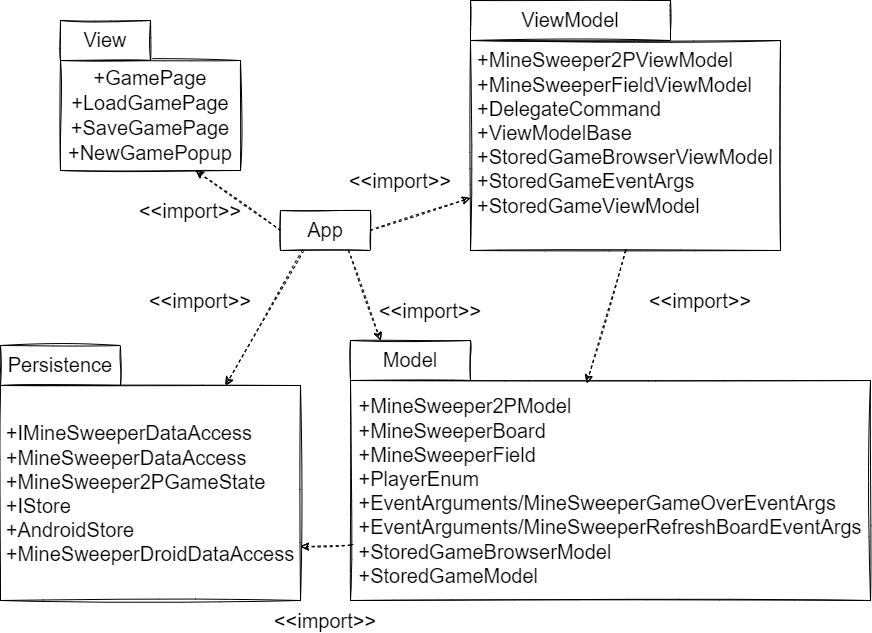 View
+GamePage
+LoadGamePage
+SaveGamePage
+NewGamePopup
ViewModel
+MineSweeper2PViewModel
+MineSweeperFieldViewModel
+DelegateCommand
+ViewModelBase
+StoredGameBrowserViewModel
+StoredGameEventArgs
+StoredGameViewModel
<<import>>
<<import>>
App
<<import>>
<<import>>
<<import>>
Persistence
+IMineSweeperDataAccess
+MineSweeperDataAccess
+MineSweeper2PGameState
+IStore
+AndroidStore
+MineSweeperDroidDataAccess
Model
+MineSweeper2PModel
+MineSweeperBoard
+MineSweeperField
+PlayerEnum
+EventArguments/MineSweeperGameOverEventArgs
+EventArguments/MineSweeperRefreshBoardEventArgs
+StoredGameBrowserModel
+StoredGameModel
<<import>>